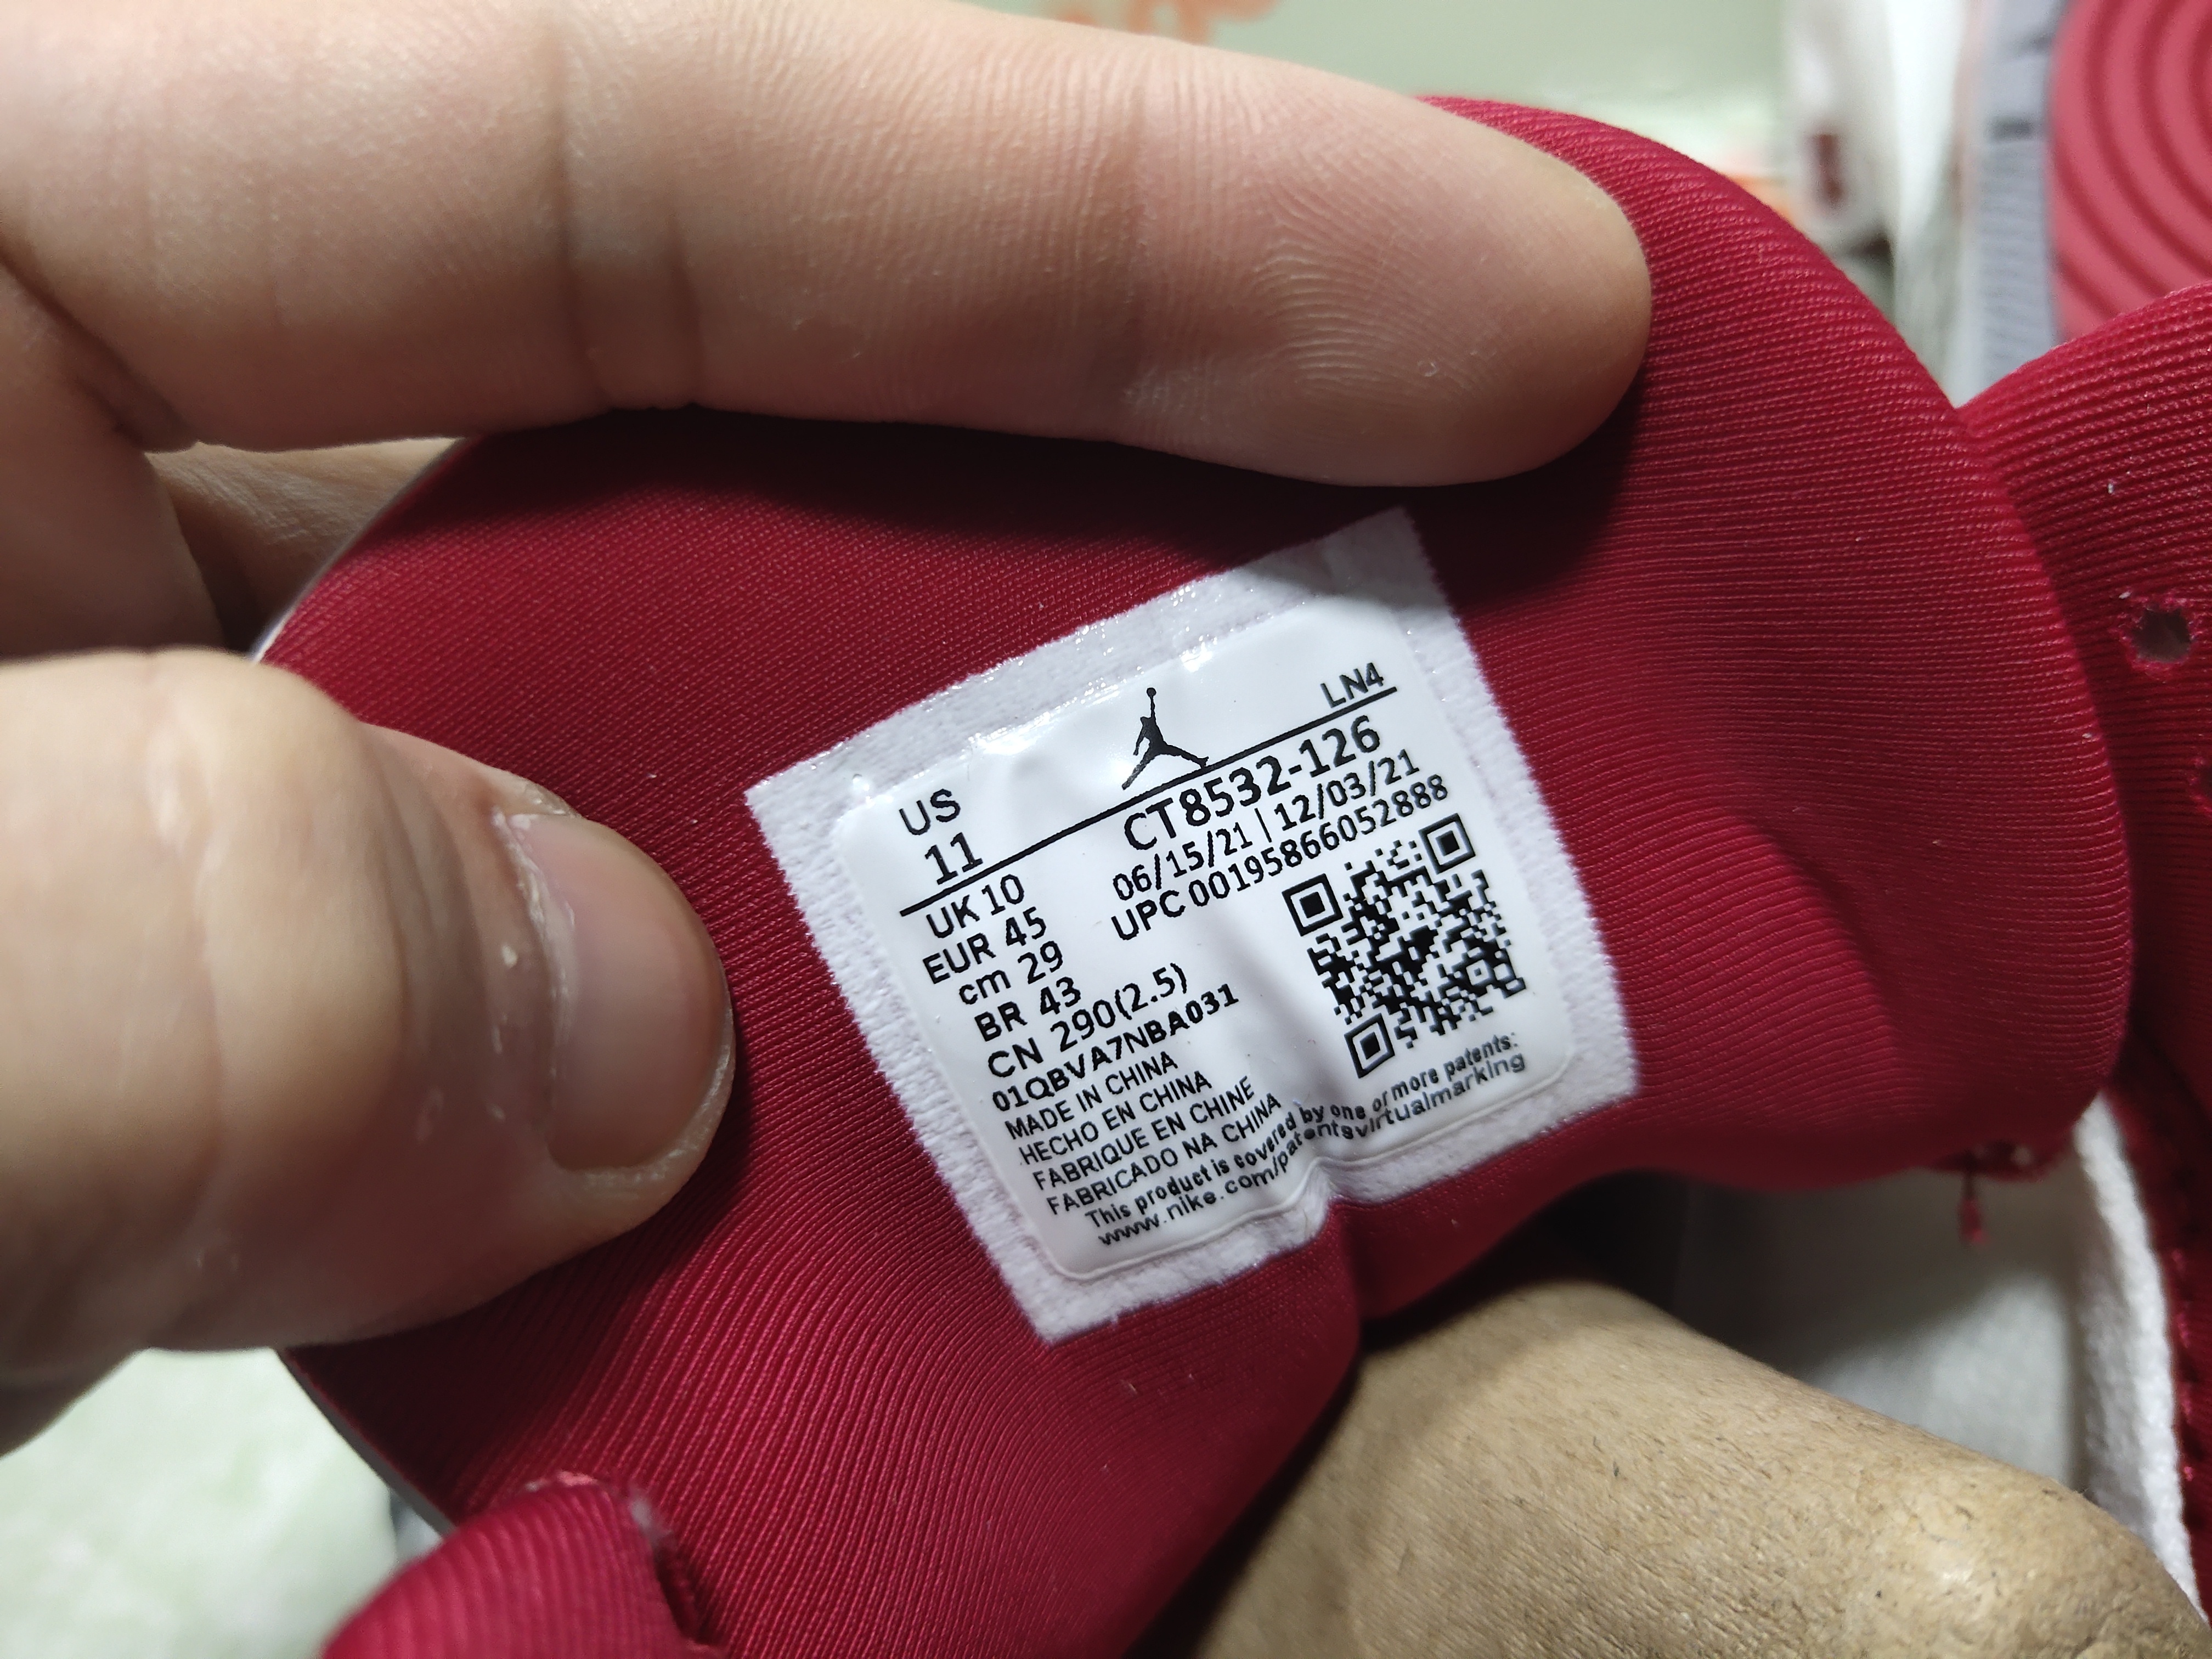 LN4
US
11
CT8532-126
06/15/21 | 12/03/21
UPC 00195866052888
UK 10
EUR 45
cm 29
BR 43
CN 290(2.5)
01QBVA7NBA031
MADE IN CHINA
HECHO EN CHINA
FABRIQUE EN CHINE
FABRICADO NA CHINA
This product is covered by one or more patents:
www.nike.com/patentsvirtualmarking